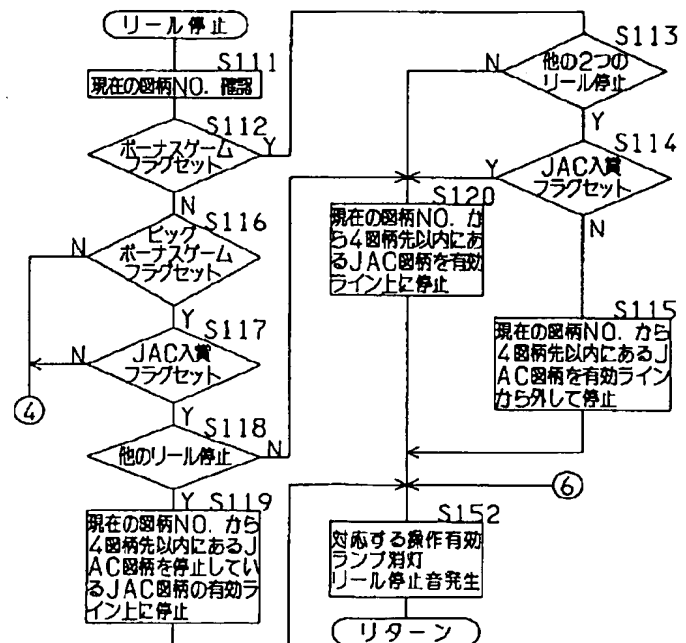 リール停止
S111
現在の図柄NO. 確認
S112
ボーナスゲーム
フラグセット
Y
N
S116
ビッグ
ボーナスゲーム
フラグセット
N
Y
S117
JAC入賞
フラグセット
N
Y
④
S118
他のリール停止
N
Y
S119
現在の図柄NO. から
4図柄先以内にあるJ
AC図柄を停止してい
るJAC図柄の有効ラ
イン上に停止
S113
他の2つの
リール停止
N
Y
S114
JAC入賞
フラグセット
Y
N
S120
現在の図柄NO. か
ら4図柄先以内にあ
るJAC図柄を有効
ライン上に停止
S115
現在の図柄NO. から
4図柄先以内にあるJ
AC図柄を有効ライン
から外して停止
⑥
S152
対応する操作有効
ランプ消灯
リール停止音発生
リターン